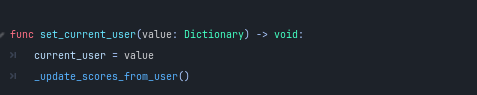 func set_current_user(value: Dictionary) -> void:
current_user = value
_update_scores_from_user()